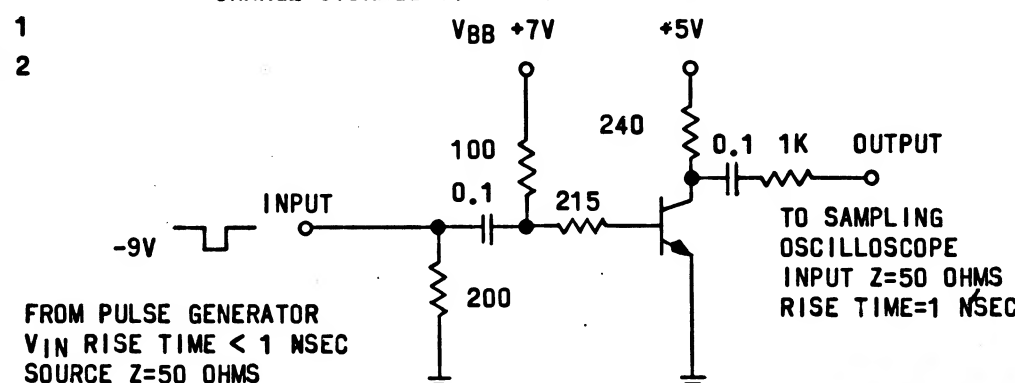 1
2
VBB +7V
+5V
240
100
0.1
1K
OUTPUT
0.1
215
INPUT
-9V
200
TO SAMPLING
OSCILLOSCOPE
INPUT Z=50 OHMS
RISE TIME=1 NSEC
FROM PULSE GENERATOR
VIN RISE TIME < 1 NSEC
SOURCE Z=50 OHMS